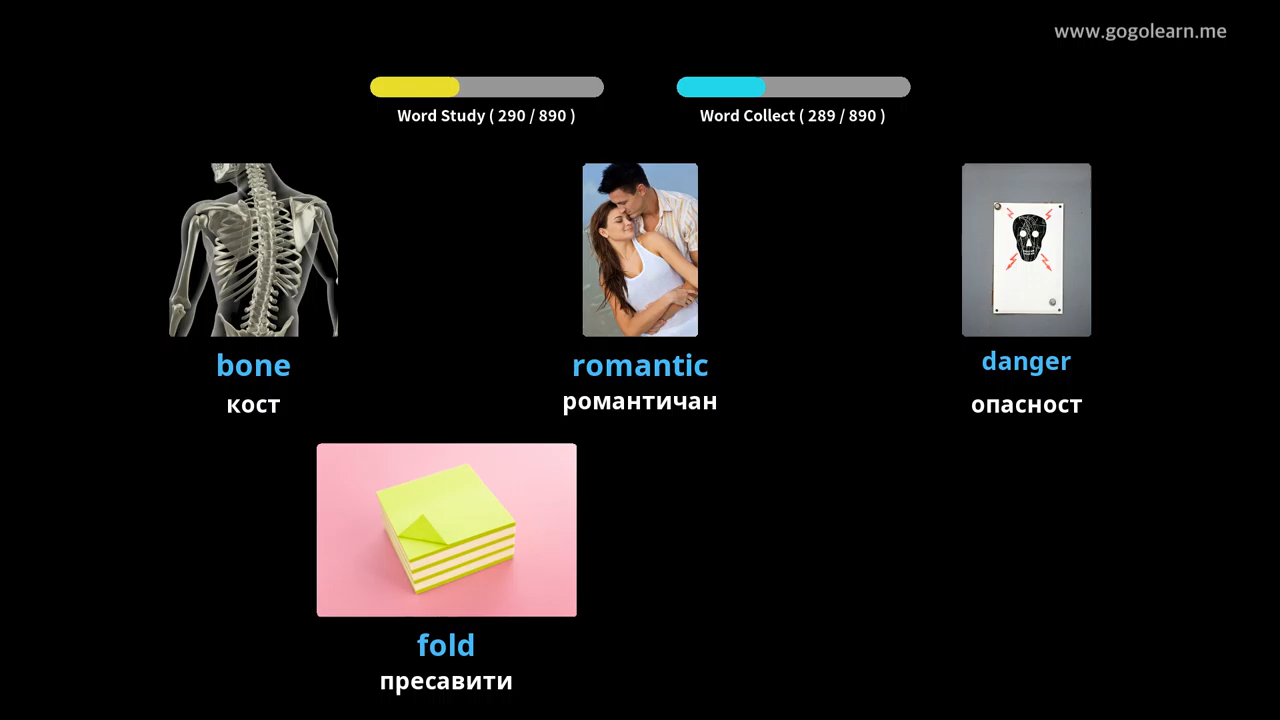 www.gogolearn.me
Word Study ( 290 / 890 )
Word Collect ( 289 / 890 )
bone
кост
romantic
романтичан
danger
опасност
fold
пресавити